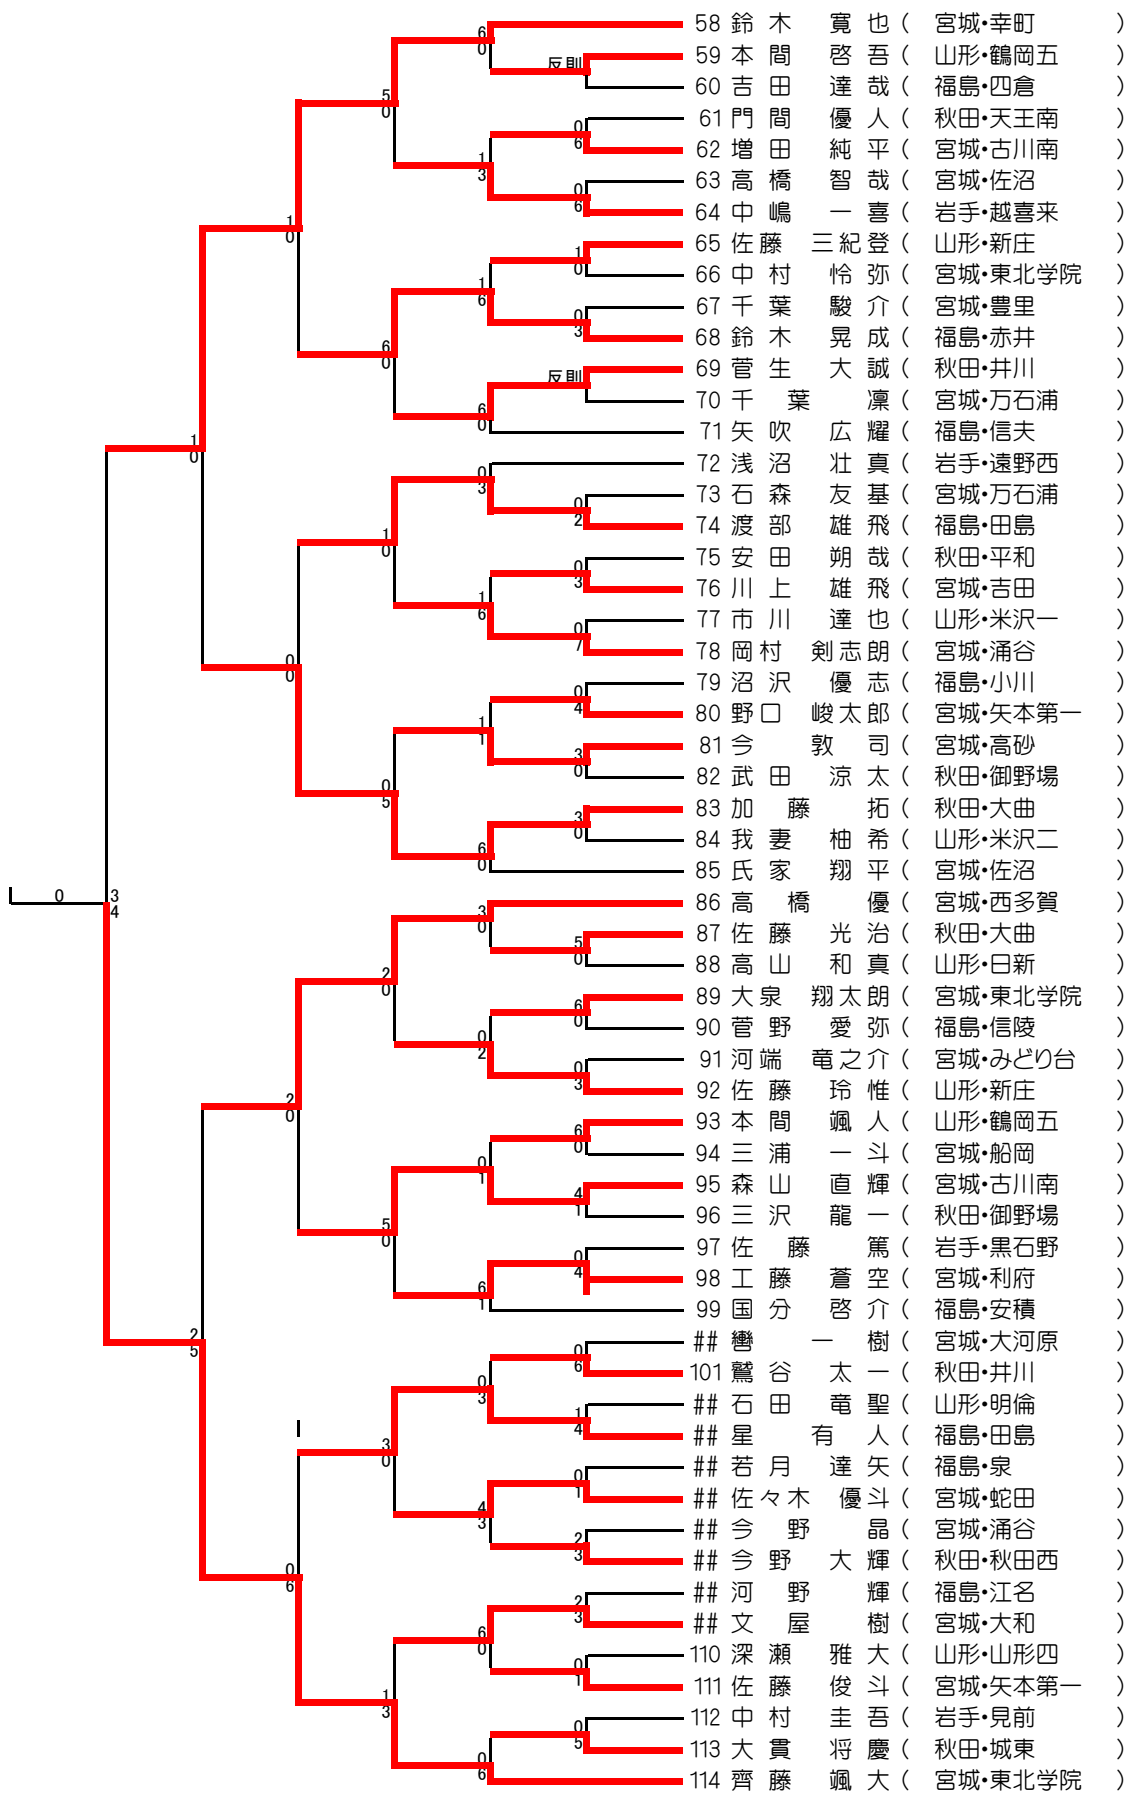 58 鈴木 寛也 ( 宮城・幸町 )
59 本間 啓吾 ( 山形・鶴岡五 )
60 吉田 達哉 ( 福島・四倉 )
61 門間 優人 ( 秋田・天王南 )
62 増田 純平 ( 宮城・古川南 )
63 高橋 智哉 ( 宮城・佐沼 )
64 中嶋 一喜 ( 岩手・越喜来 )
65 佐藤 三紀登 ( 山形・新庄 )
66 中村 怜弥 ( 宮城・東北学院 )
67 千葉 駿介 ( 宮城・豊里 )
68 鈴木 晃成 ( 福島・赤井 )
69 菅生 大誠 ( 秋田・井川 )
70 千葉 凜 ( 宮城・万石浦 )
71 矢吹 広耀 ( 福島・信夫 )
72 浅沼 壮真 ( 岩手・遠野西 )
73 石森 友基 ( 宮城・万石浦 )
74 渡部 雄飛 ( 福島・田島 )
75 安田 朔哉 ( 秋田・平和 )
76 川上 雄飛 ( 宮城・吉田 )
77 市川 達也 ( 山形・米沢一 )
78 岡村 剣志朗 ( 宮城・涌谷 )
79 沼沢 優志 ( 福島・小川 )
80 野口 峻太郎 ( 宮城・矢本第一 )
81 今 敦司 ( 宮城・高砂 )
82 武田 涼太 ( 秋田・御野場 )
83 加藤 拓 ( 秋田・大曲 )
84 我妻 柚希 ( 山形・米沢二 )
85 氏家 翔平 ( 宮城・佐沼 )
86 高橋 優 ( 宮城・西多賀 )
87 佐藤 光治 ( 秋田・大曲 )
88 高山 和真 ( 山形・日新 )
89 大泉 翔太朗 ( 宮城・東北学院 )
90 菅野 愛弥 ( 福島・信陵 )
91 河端 竜之介 ( 宮城・みどり台 )
92 佐藤 玲惟 ( 山形・新庄 )
93 本間 颯人 ( 山形・鶴岡五 )
94 三浦 一斗 ( 宮城・船岡 )
95 森山 直輝 ( 宮城・古川南 )
96 三沢 龍一 ( 秋田・御野場 )
97 佐藤 篤 ( 岩手・黒石野 )
98 工藤 蒼空 ( 宮城・利府 )
99 国分 啓介 ( 福島・安積 )
## 轡 一樹 ( 宮城・大河原 )
101 鷲谷 太一 ( 秋田・井川 )
## 石田 竜聖 ( 山形・明倫 )
## 星 有人 ( 福島・田島 )
## 若月 達矢 ( 福島・泉 )
## 佐々木 優斗 ( 宮城・蛇田 )
## 今野 晶 ( 宮城・涌谷 )
## 今野 大輝 ( 秋田・秋田西 )
## 河野 輝 ( 福島・江名 )
## 文屋 樹 ( 宮城・大和 )
110 深瀬 雅大 ( 山形・山形四 )
111 佐藤 俊斗 ( 宮城・矢本第一 )
112 中村 圭吾 ( 岩手・見前 )
113 大貫 将慶 ( 秋田・城東 )
114 齊藤 颯大 ( 宮城・東北学院 )